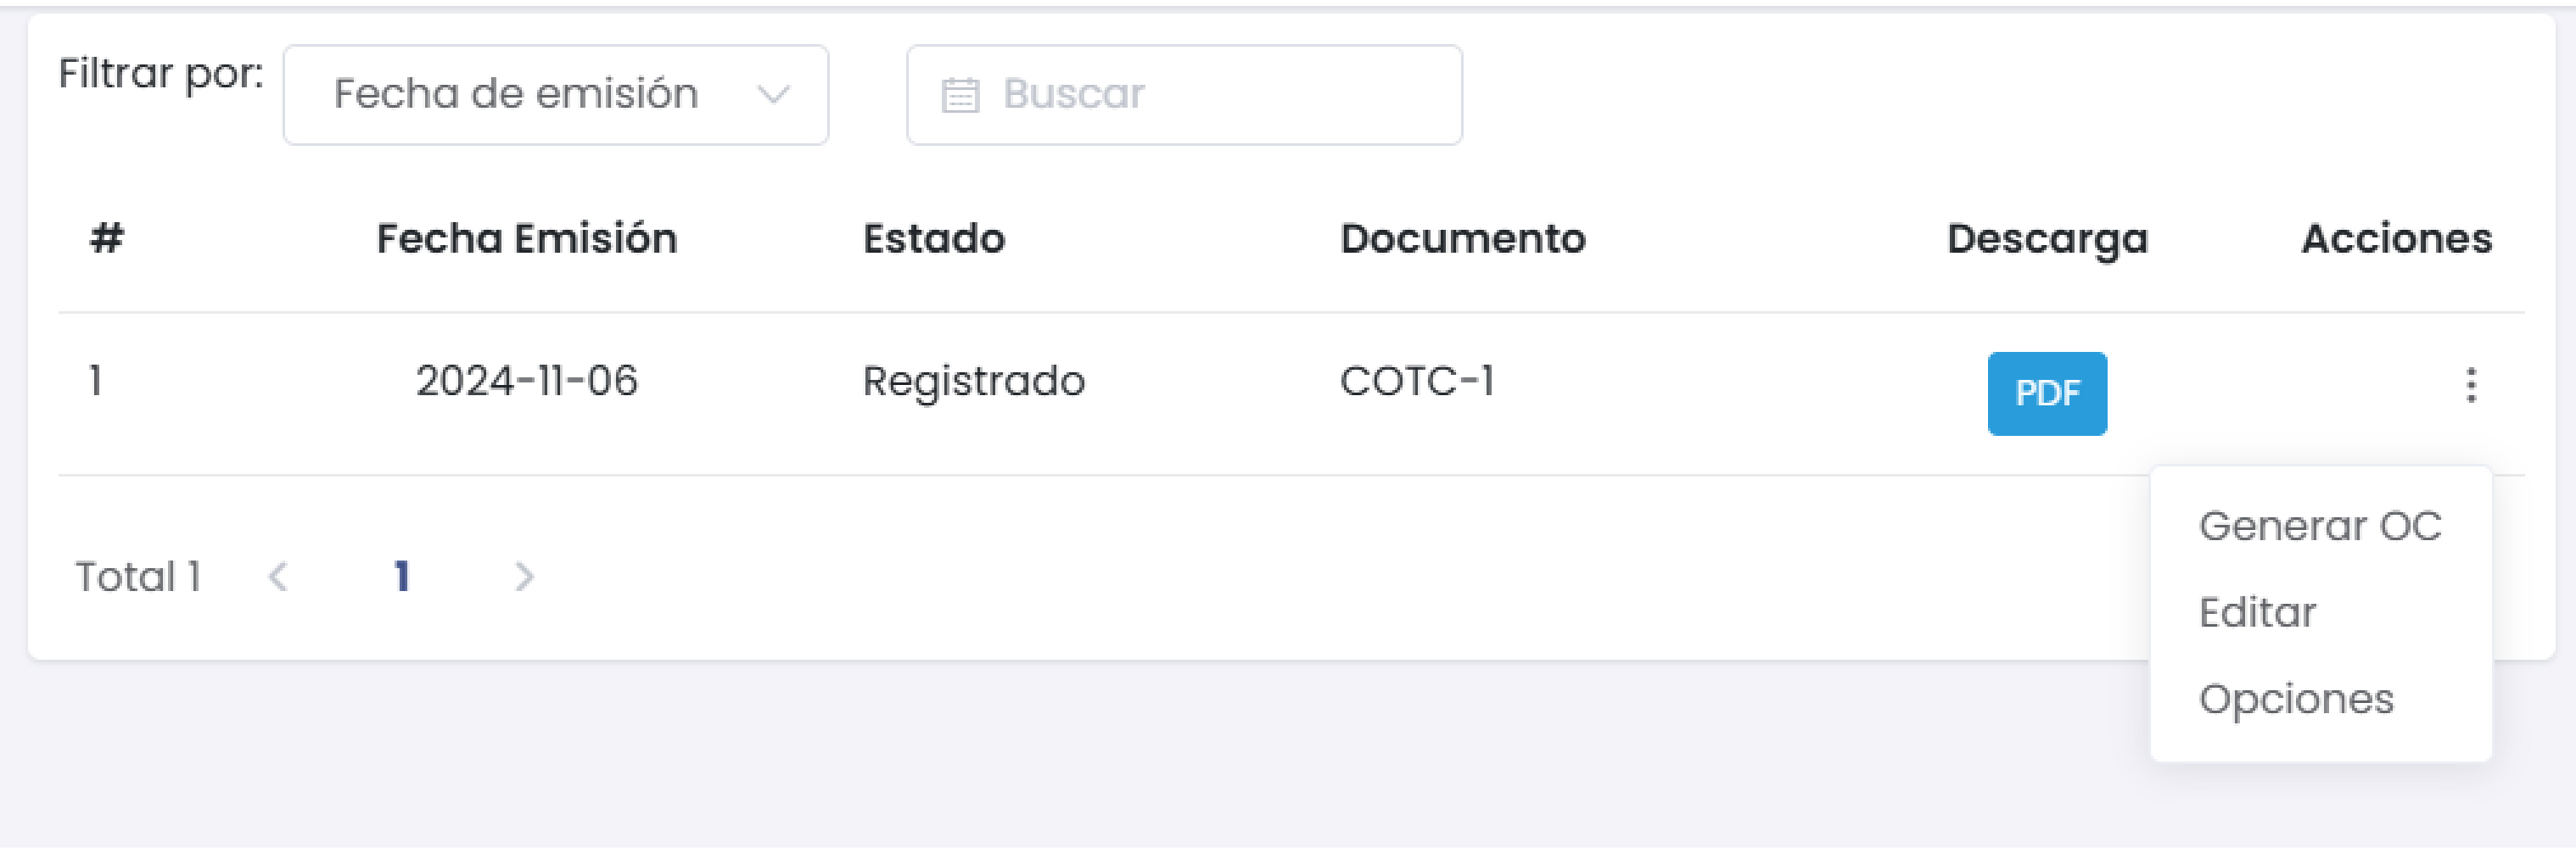 Filtrar por: Fecha de emisión Buscar
# Fecha Emisión Estado Documento Descarga Acciones
1 2024-11-06 Registrado COTC-1 PDF
Generar OC
Total 1 1
Editar
Opciones